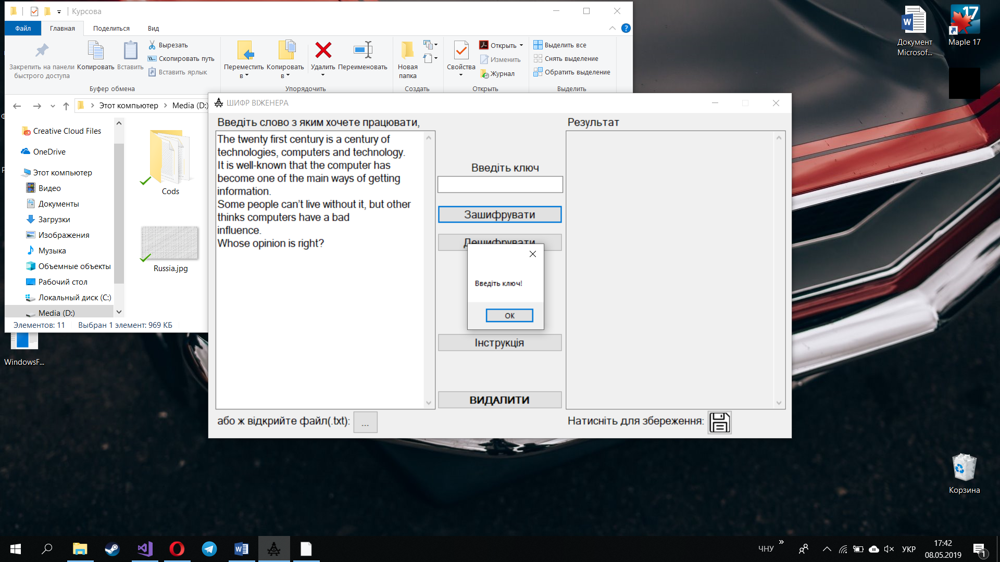 Курсова
Файл
Главная
Поделиться
Вид
Закрепить на панели
быстрого доступа
Копировать
Вставить
Вырезать
Скопировать путь
Вставить ярлык
Буфер обмена
Переместить
в
Копировать
в
Удалить
Переименовать
Упорядочить
Новая
папка
Создать
Свойства
Открыть
Изменить
Журнал
Открыть
Выделить все
Снять выделение
Обратить выделение
Выделить
Этот компьютер
Media (D:)
Creative Cloud Files
OneDrive
Этот компьютер
Видео
Документы
Загрузки
Изображения
Музыка
Объемные объекты
Рабочий стол
Локальный диск (C:)
Media (D:)
Cods
Russia.jpg
Элементов: 11
Выбран 1 элемент: 969 КБ
ШИФР ВІЖЕНЕРА
Введіть слово з яким хочете працювати,
The twenty first century is a century of
technologies, computers and technology.
It is well-known that the computer has
become one of the main ways of getting
information.
Some people can't live without it, but other
thinks computers have a bad
influence.
Whose opinion is right?
або ж відкрийте файл(.txt):
...
Введіть ключ
Зашифрувати
Дешифрувати
Введіть ключ!
ОК
Інструкція
ВИДАЛИТИ
Результат
Натисніть для збереження:
Документ
Microsof...
17
Maple 17
WindowsF...
Корзина
ЧНУ
УКР
17:42
08.05.2019
1